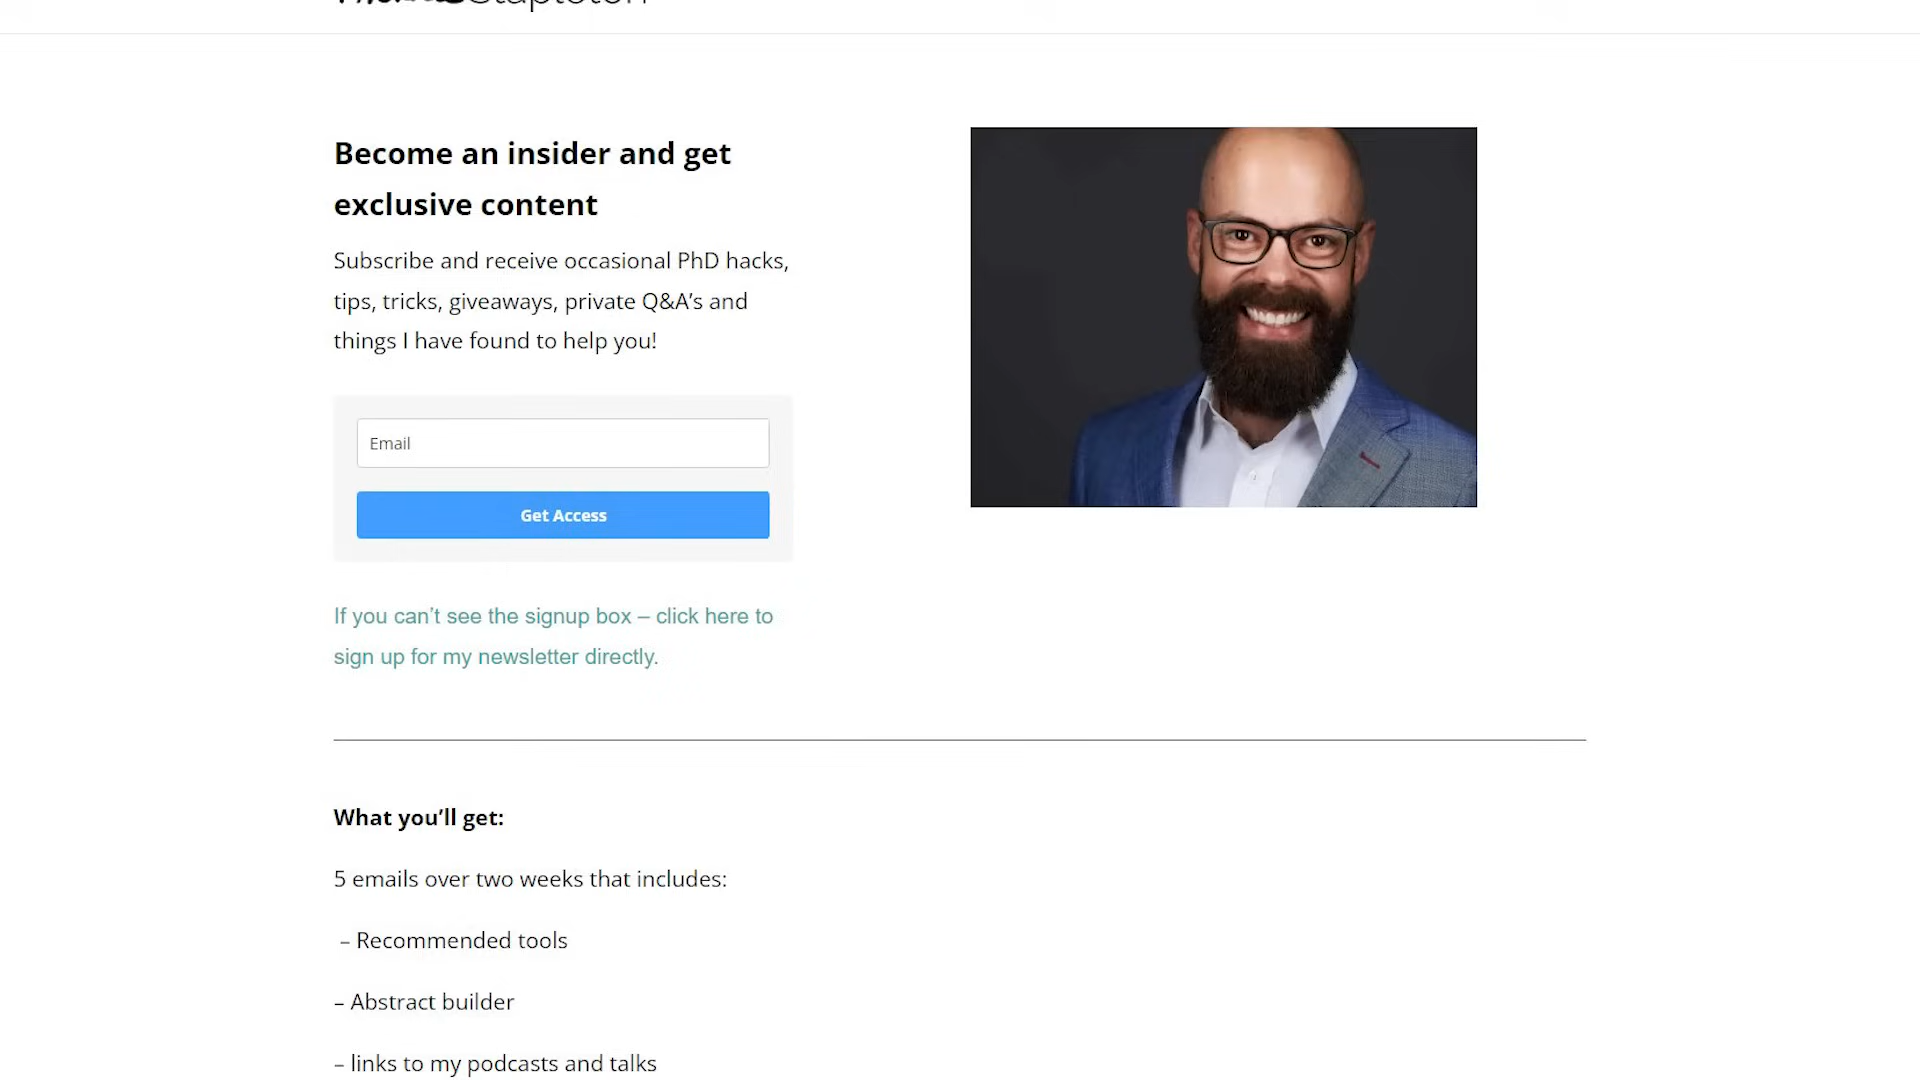 Become an insider and get
exclusive content
Subscribe and receive occasional PhD hacks,
tips, tricks, giveaways, private Q&A’s and
things I have found to help you!
Email
Get Access
If you can’t see the signup box – click here to
sign up for my newsletter directly.
What you’ll get:
5 emails over two weeks that includes:
– Recommended tools
– Abstract builder
– links to my podcasts and talks